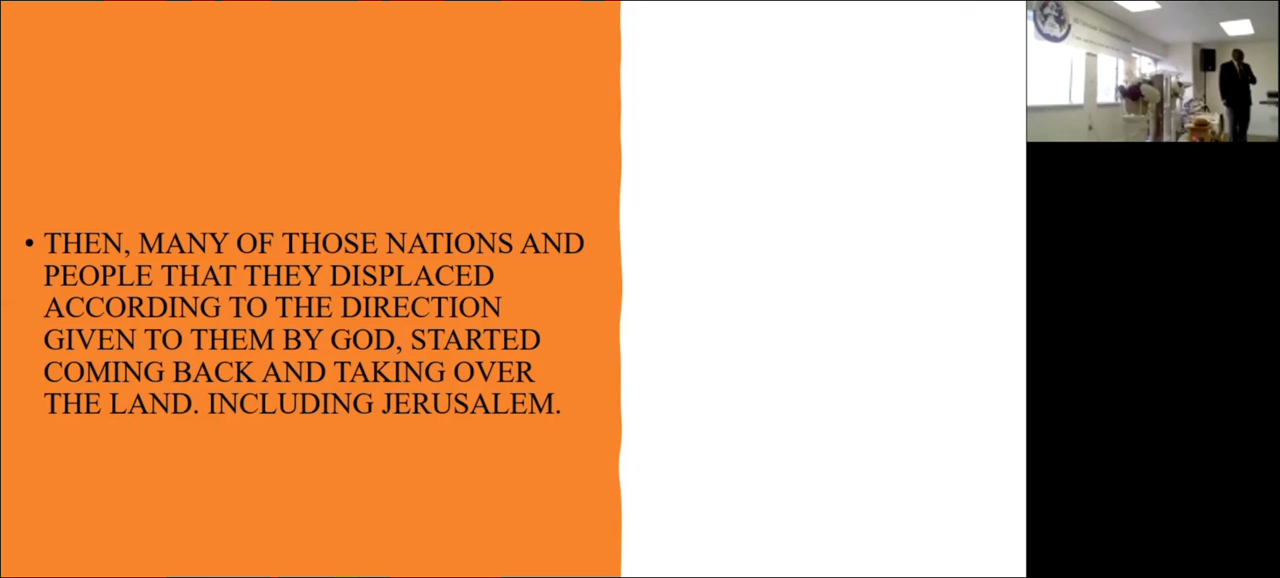 • THEN, MANY OF THOSE NATIONS AND
PEOPLE THAT THEY DISPLACED
ACCORDING TO THE DIRECTION
GIVEN TO THEM BY GOD, STARTED
COMING BACK AND TAKING OVER
THE LAND. INCLUDING JERUSALEM.